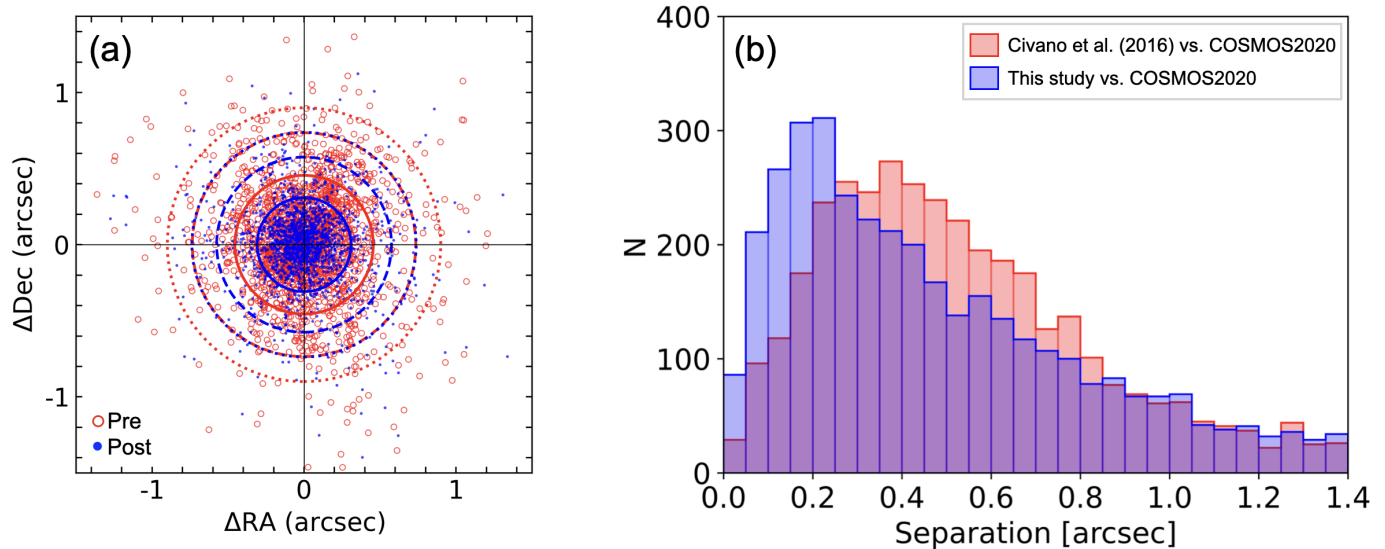 (a)
1
0
-1
ΔDec (arcsec)
Pre
Post
-1
0
1
ΔRA (arcsec)
(b)
Civano et al. (2016) vs. COSMOS2020
This study vs. COSMOS2020
400
300
200
100
0
N
0.0 0.2 0.4 0.6 0.8 1.0 1.2 1.4
Separation [arcsec]